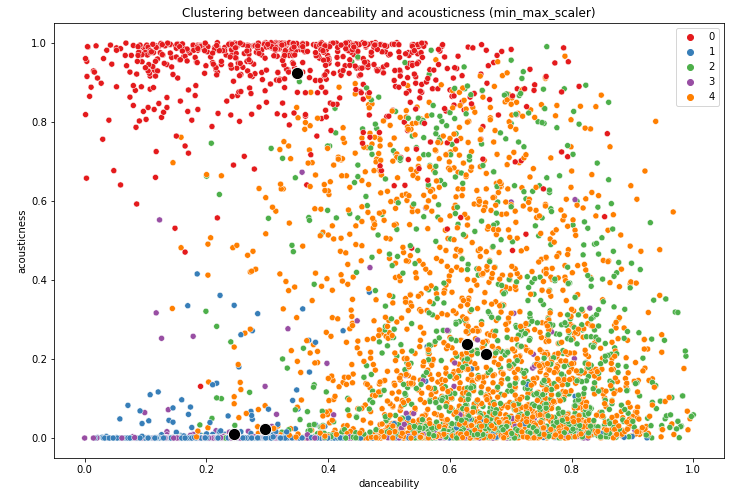 Clustering between danceability and acousticness (min_max_scaler)
1.0
0.8
0.6
0.4
0.2
0.0
acousticness
0
1
2
3
4
0.0 0.2 0.4 0.6 0.8 1.0
danceability